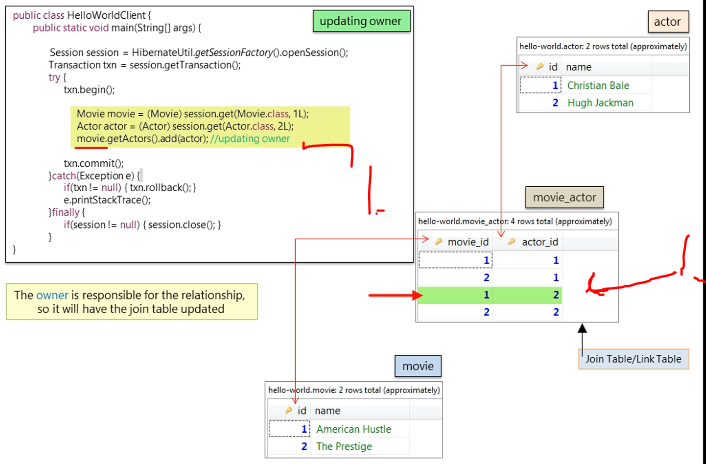 public class HelloWorldClient {
public static void main(String[] args) {
updating owner
Session session = HibernateUtil.getSessionFactory().openSession();
Transaction txn = session.getTransaction();
try {
txn.begin();
Movie movie = (Movie) session.get(Movie.class, 1L);
Actor actor = (Actor) session.get(Actor.class, 2L);
movie.getActors().add(actor); //updating owner
txn.commit();
}catch(Exception e) {
if(txn != null) { txn.rollback(); }
e.printStackTrace();
}finally {
if(session != null) { session.close(); }
}
}
}
actor
hello-world.actor: 2 rows total (approximately)
id name
1 Christian Bale
2 Hugh Jackman
movie_actor
hello-world.movie_actor: 4 rows total (approximately)
movie_id actor_id
1 1
2 1
1 2
2 2
Join Table/Link Table
The owner is responsible for the relationship,
so it will have the join table updated
movie
hello-world.movie: 2 rows total (approximately)
id name
1 American Hustle
2 The Prestige